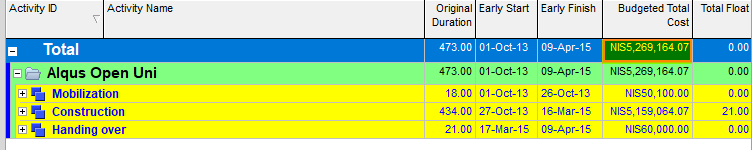 Activity ID Activity Name Original Duration Early Start Early Finish Budgeted Total Cost Total Float
Total 473.00 01-Oct-13 09-Apr-15 NIS5,269,164.07 0.00
Alqus Open Uni 473.00 01-Oct-13 09-Apr-15 NIS5,269,164.07 0.00
Mobilization 18.00 01-Oct-13 26-Oct-13 NIS50,100.00 0.00
Construction 434.00 27-Oct-13 16-Mar-15 NIS5,159,064.07 21.00
Handing over 21.00 17-Mar-15 09-Apr-15 NIS60,000.00 0.00